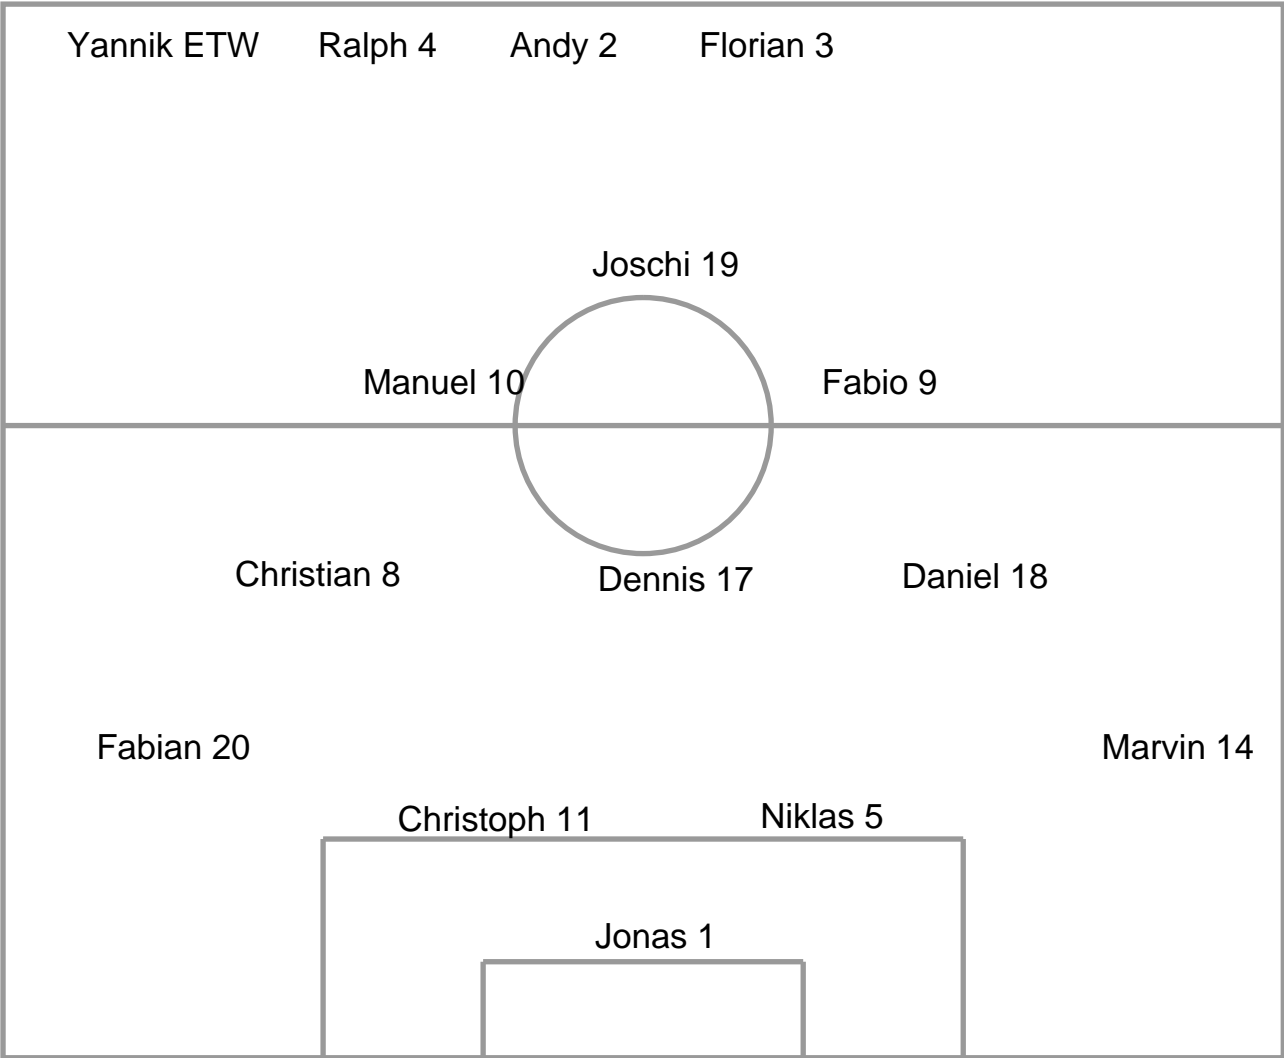 Yannik ETW Ralph 4 Andy 2 Florian 3
Joschi 19
Manuel 10 Fabio 9
Christian 8 Dennis 17 Daniel 18
Fabian 20 Marvin 14
Christoph 11 Niklas 5
Jonas 1